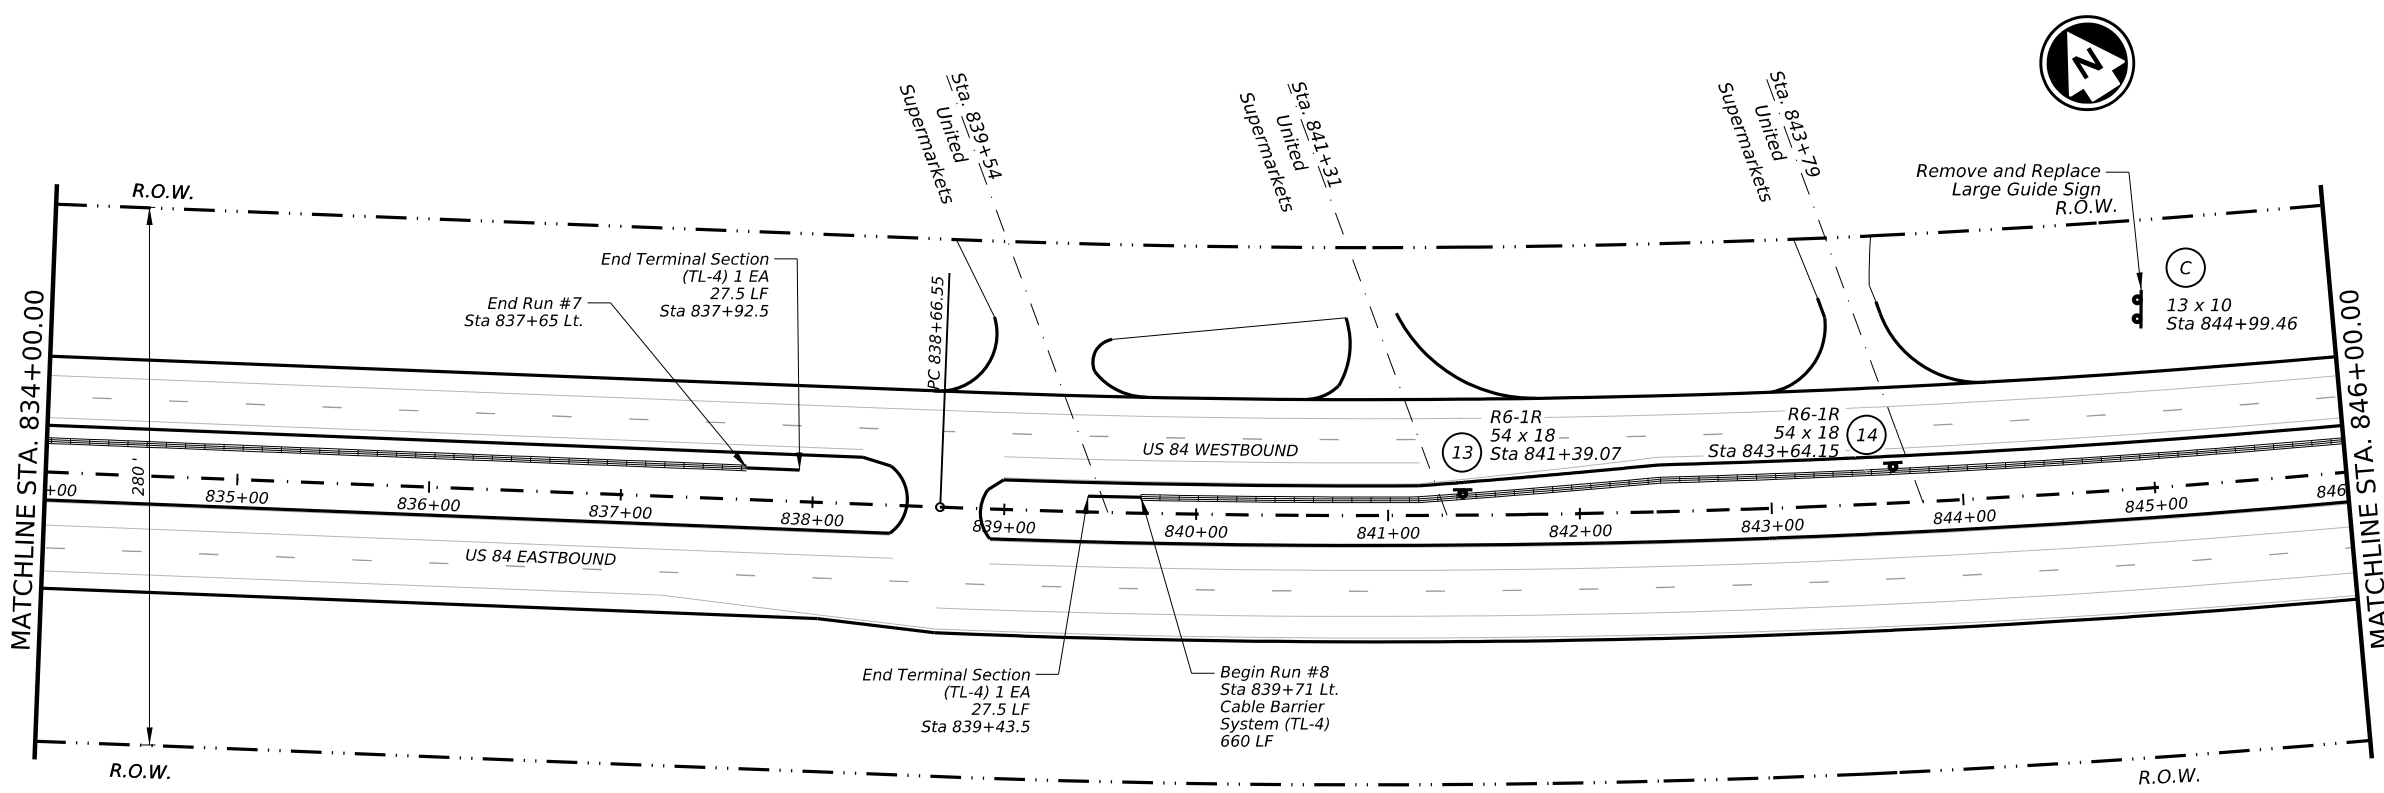 N
Sta. 839+54
United
Supermarkets
Sta. 841+31
United
Supermarkets
Sta. 843+79
United
Supermarkets
Remove and Replace
Large Guide Sign
R.O.W.
R.O.W.
End Terminal Section
(TL-4) 1 EA
27.5 LF
Sta 837+92.5
End Run #7
Sta 837+65 Lt.
PC 838+66.55
C
13 x 10
Sta 844+99.46
MATCHLINE STA. 834+00.00
MATCHLINE STA. 846+00.00
280'
US 84 WESTBOUND
13
R6-1R
54 x 18
Sta 841+39.07
R6-1R
54 x 18
Sta 843+64.15
14
+00
835+00
836+00
837+00
838+00
839+00
840+00
841+00
842+00
843+00
844+00
845+00
846
US 84 EASTBOUND
End Terminal Section
(TL-4) 1 EA
27.5 LF
Sta 839+43.5
Begin Run #8
Sta 839+71 Lt.
Cable Barrier
System (TL-4)
660 LF
R.O.W.
R.O.W.